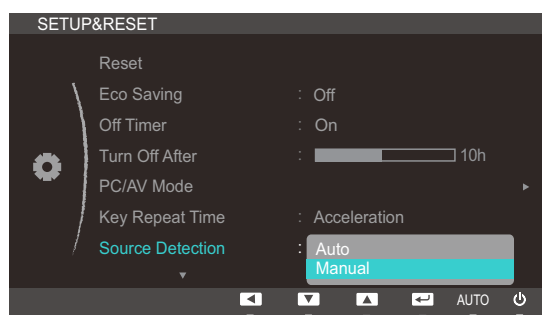 SETUP&RESET
Reset
Eco Saving : Off
Off Timer : On
Turn Off After : 10h
PC/AV Mode
Key Repeat Time : Acceleration
Source Detection : Auto
Manual
AUTO